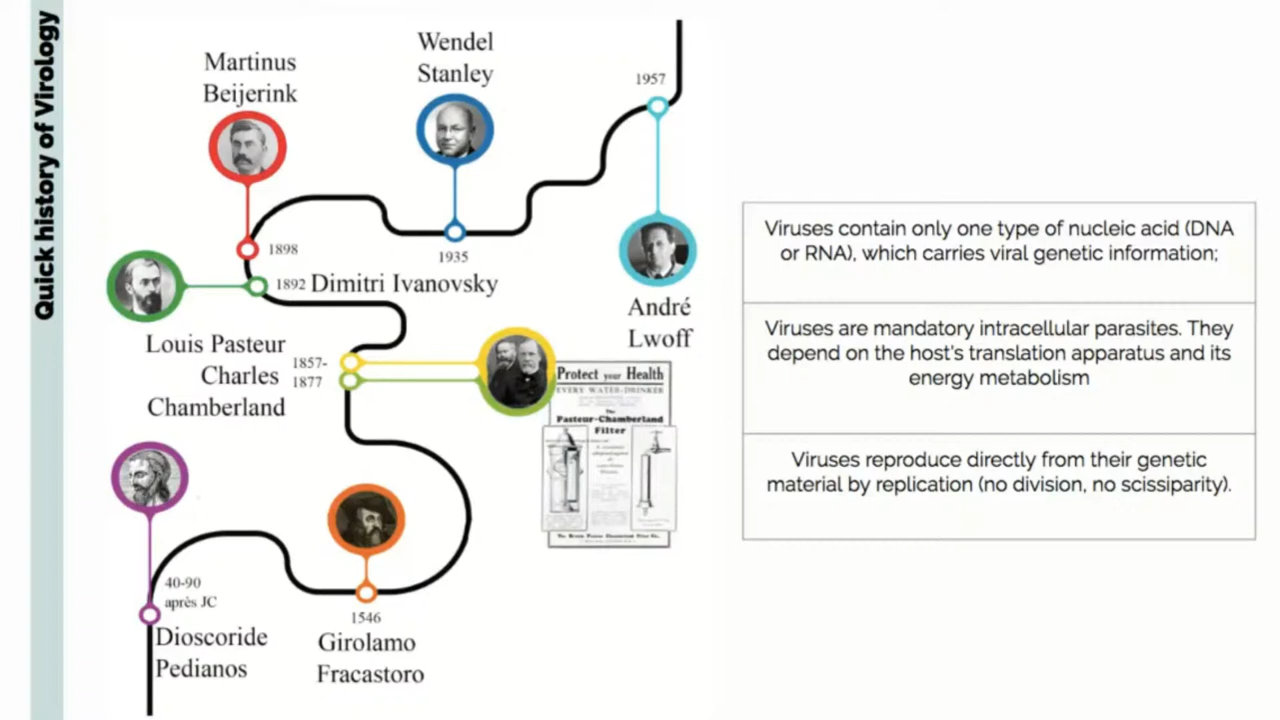 Quick history of Virology
Wendel
Stanley
Martinus
Beijerink
1957
1898
1935
1892 Dimitri Ivanovsky
André
Lwoff
Louis Pasteur
Charles
Chamberland
1857-
1877
Protect your Health
EVERY WATER-DRINKER
The
Pasteur-Chamberland
Filter
40-90
après JC
Dioscoride
Pedianos
1546
Girolamo
Fracastoro
Viruses contain only one type of nucleic acid (DNA
or RNA), which carries viral genetic information;
Viruses are mandatory intracellular parasites. They
depend on the host's translation apparatus and its
energy metabolism
Viruses reproduce directly from their genetic
material by replication (no division, no scissiparity).